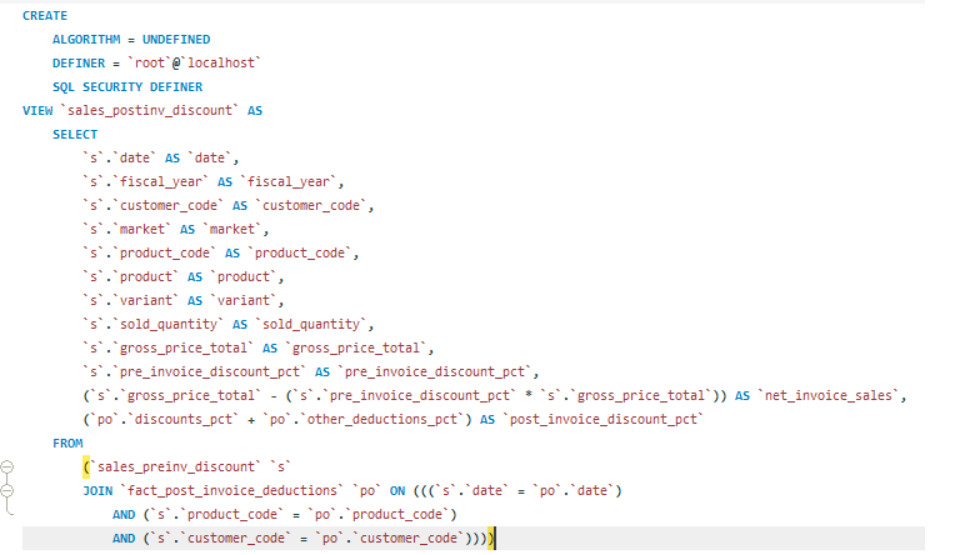 CREATE
ALGORITHM = UNDEFINED
DEFINER = `root`@`localhost`
SQL SECURITY DEFINER
VIEW `sales_postinv_discount` AS
SELECT
`s`.`date` AS `date`,
`s`.`fiscal_year` AS `fiscal_year`,
`s`.`customer_code` AS `customer_code`,
`s`.`market` AS `market`,
`s`.`product_code` AS `product_code`,
`s`.`product` AS `product`,
`s`.`variant` AS `variant`,
`s`.`sold_quantity` AS `sold_quantity`,
`s`.`gross_price_total` AS `gross_price_total`,
`s`.`pre_invoice_discount_pct` AS `pre_invoice_discount_pct`,
(`s`.`gross_price_total` - (`s`.`pre_invoice_discount_pct` * `s`.`gross_price_total`)) AS `net_invoice_sales`,
(`po`.`discounts_pct` + `po`.`other_deductions_pct`) AS `post_invoice_discount_pct`
FROM
(`sales_preinv_discount` `s`
JOIN `fact_post_invoice_deductions` `po` ON (((`s`.`date` = `po`.`date`)
AND (`s`.`product_code` = `po`.`product_code`)
AND (`s`.`customer_code` = `po`.`customer_code`))))